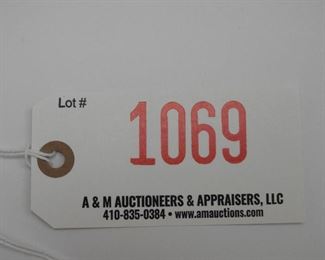 Lot # 1069
A & M AUCTIONEERS & APPRAISERS, LLC
410-835-0384 • www.amauctions.com